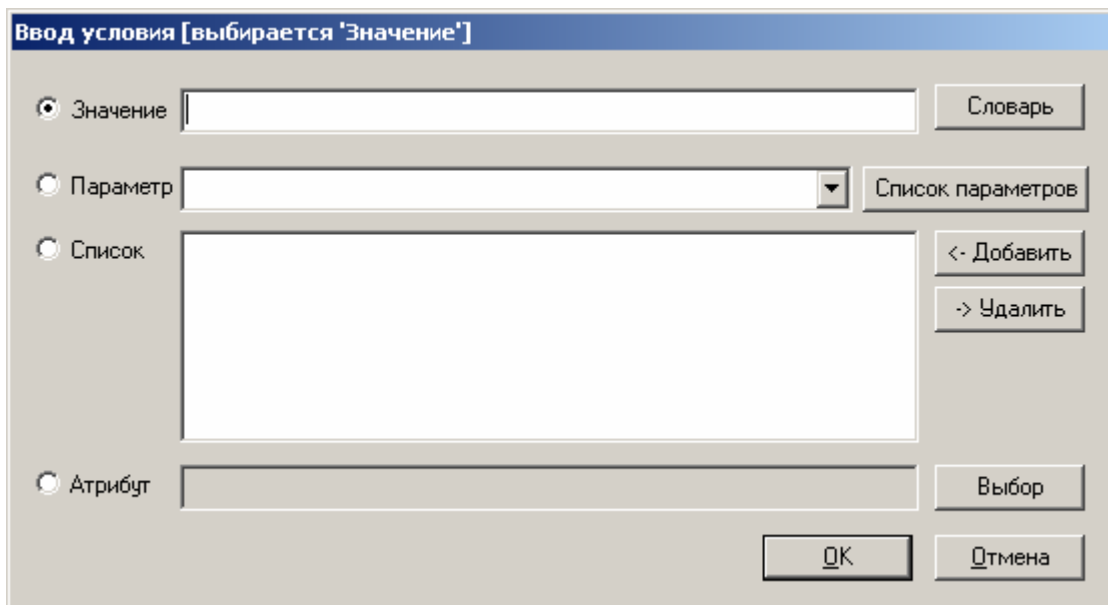 Ввод условия [выбирается 'Значение']
Значение Словарь
Параметр Список параметров
Список <- Добавить
-> Удалить
Атрибут Выбор
OK Отмена